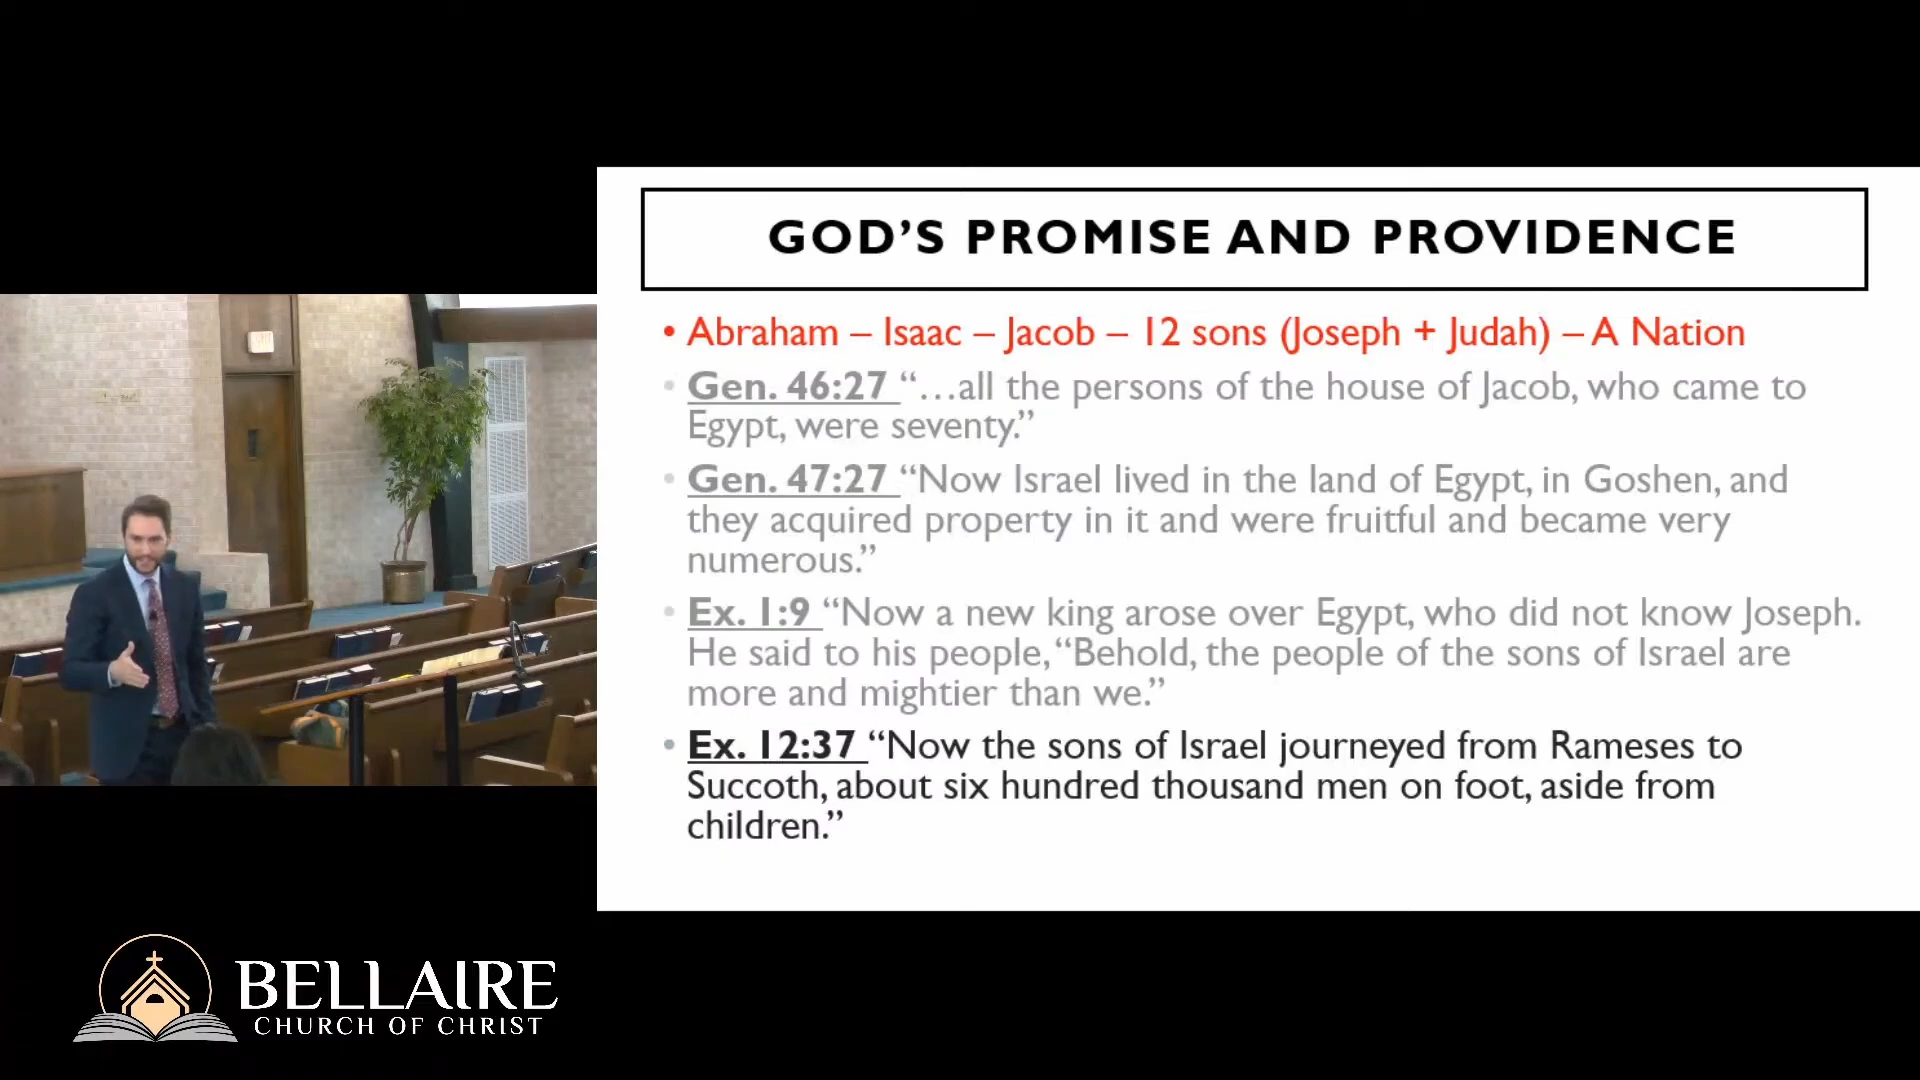 GOD’S PROMISE AND PROVIDENCE
• Abraham – Isaac – Jacob – 12 sons (Joseph + Judah) – A Nation
• Gen. 46:27 “…all the persons of the house of Jacob, who came to
Egypt, were seventy.”
• Gen. 47:27 “Now Israel lived in the land of Egypt, in Goshen, and
they acquired property in it and were fruitful and became very
numerous.”
• Ex. 1:9 “Now a new king arose over Egypt, who did not know Joseph.
He said to his people, “Behold, the people of the sons of Israel are
more and mightier than we.”
• Ex. 12:37 “Now the sons of Israel journeyed from Rameses to
Succoth, about six hundred thousand men on foot, aside from
children.”
BELLAIRE
CHURCH OF CHRIST